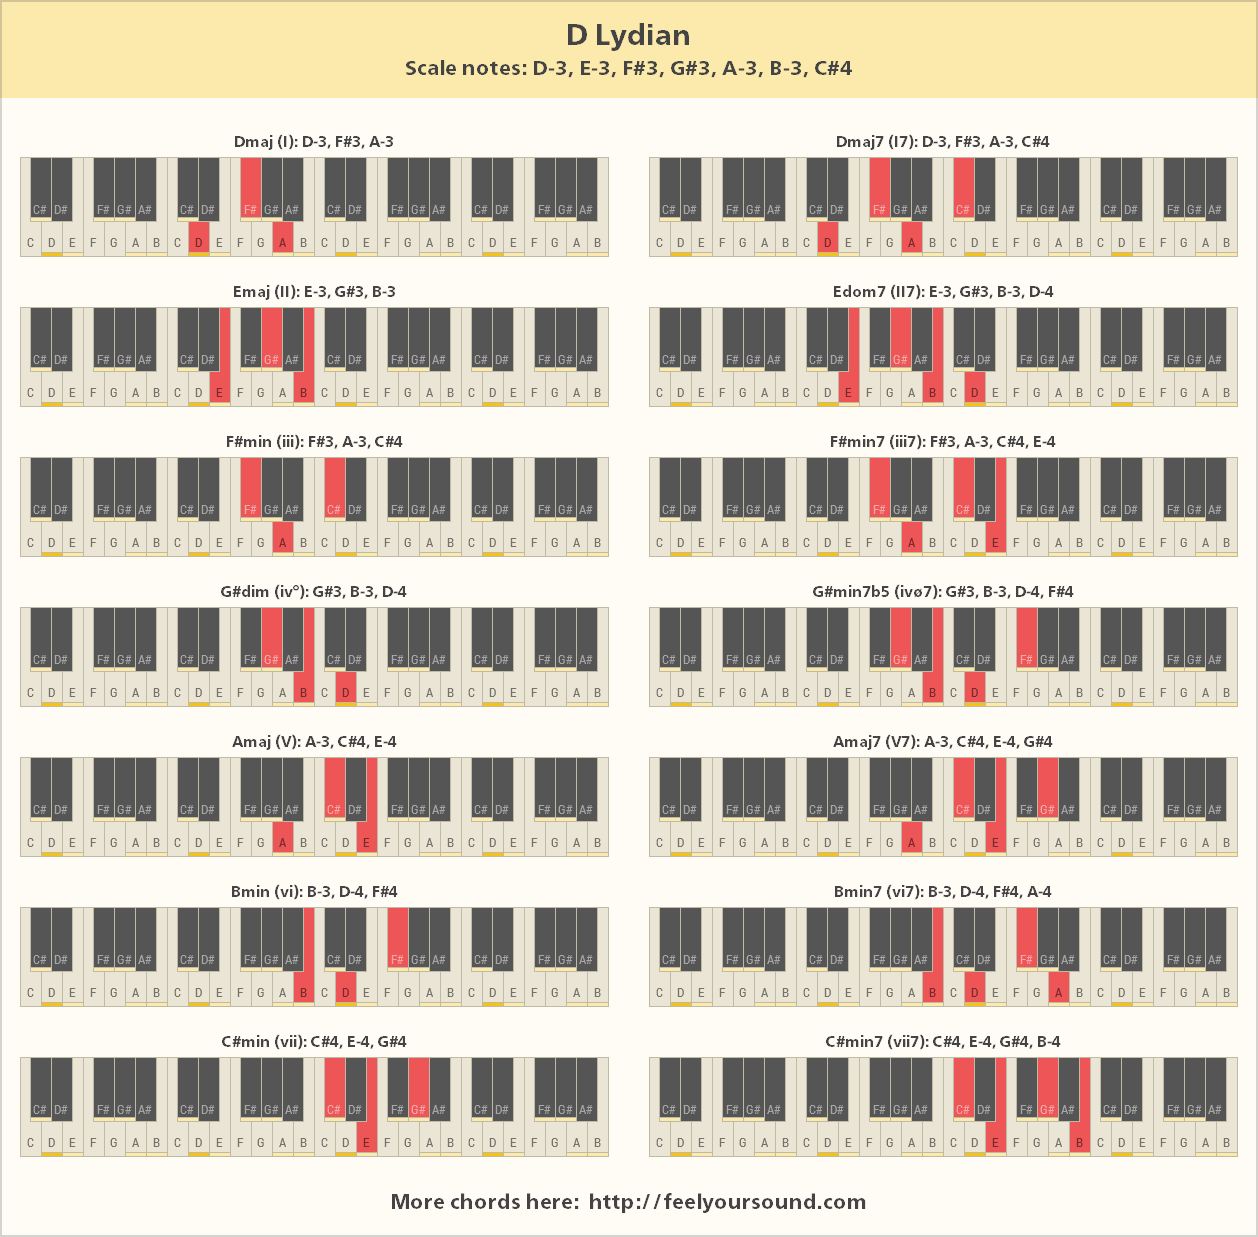 D Lydian
Scale notes: D-3, E-3, F#3, G#3, A-3, B-3, C#4
Dmaj (I): D-3, F#3, A-3
C# D# F# G# A# C# D# F# G# A# C# D# F# G# A# C# D# F# G# A#
C D E F G A B C D E F G A B C D E F G A B C D E F G A B
Dmaj7 (I7): D-3, F#3, A-3, C#4
C# D# F# G# A# C# D# F# G# A# C# D# F# G# A# C# D# F# G# A#
C D E F G A B C D E F G A B C D E F G A B C D E F G A B
Emaj (II): E-3, G#3, B-3
C# D# F# G# A# C# D# F# G# A# C# D# F# G# A# C# D# F# G# A#
C D E F G A B C D E F G A B C D E F G A B C D E F G A B
Edom7 (II7): E-3, G#3, B-3, D-4
C# D# F# G# A# C# D# F# G# A# C# D# F# G# A# C# D# F# G# A#
C D E F G A B C D E F G A B C D E F G A B C D E F G A B
F#min (iii): F#3, A-3, C#4
C# D# F# G# A# C# D# F# G# A# C# D# F# G# A# C# D# F# G# A#
C D E F G A B C D E F G A B C D E F G A B C D E F G A B
F#min7 (iii7): F#3, A-3, C#4, E-4
C# D# F# G# A# C# D# F# G# A# C# D# F# G# A# C# D# F# G# A#
C D E F G A B C D E F G A B C D E F G A B C D E F G A B
G#dim (iv°): G#3, B-3, D-4
C# D# F# G# A# C# D# F# G# A# C# D# F# G# A# C# D# F# G# A#
C D E F G A B C D E F G A B C D E F G A B C D E F G A B
G#min7b5 (ivø7): G#3, B-3, D-4, F#4
C# D# F# G# A# C# D# F# G# A# C# D# F# G# A# C# D# F# G# A#
C D E F G A B C D E F G A B C D E F G A B C D E F G A B
Amaj (V): A-3, C#4, E-4
C# D# F# G# A# C# D# F# G# A# C# D# F# G# A# C# D# F# G# A#
C D E F G A B C D E F G A B C D E F G A B C D E F G A B
Amaj7 (V7): A-3, C#4, E-4, G#4
C# D# F# G# A# C# D# F# G# A# C# D# F# G# A# C# D# F# G# A#
C D E F G A B C D E F G A B C D E F G A B C D E F G A B
Bmin (vi): B-3, D-4, F#4
C# D# F# G# A# C# D# F# G# A# C# D# F# G# A# C# D# F# G# A#
C D E F G A B C D E F G A B C D E F G A B C D E F G A B
Bmin7 (vi7): B-3, D-4, F#4, A-4
C# D# F# G# A# C# D# F# G# A# C# D# F# G# A# C# D# F# G# A#
C D E F G A B C D E F G A B C D E F G A B C D E F G A B
C#min (vii): C#4, E-4, G#4
C# D# F# G# A# C# D# F# G# A# C# D# F# G# A# C# D# F# G# A#
C D E F G A B C D E F G A B C D E F G A B C D E F G A B
C#min7 (vii7): C#4, E-4, G#4, B-4
C# D# F# G# A# C# D# F# G# A# C# D# F# G# A# C# D# F# G# A#
C D E F G A B C D E F G A B C D E F G A B C D E F G A B
More chords here: http://feelyoursound.com